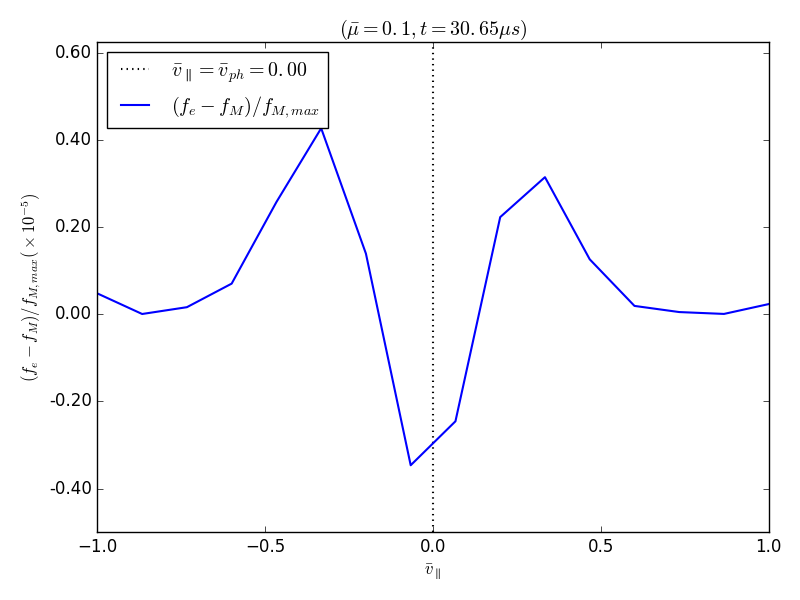 (μ̄ = 0.1, t = 30.65μs)
v̄∥ = v̄ph = 0.00
(fe − fM)/fM,max
(fe − fM)/fM,max(×10⁻⁵)
0.60
0.40
0.20
0.00
-0.20
-0.40
−1.0 −0.5 0.0 0.5 1.0
v̄∥